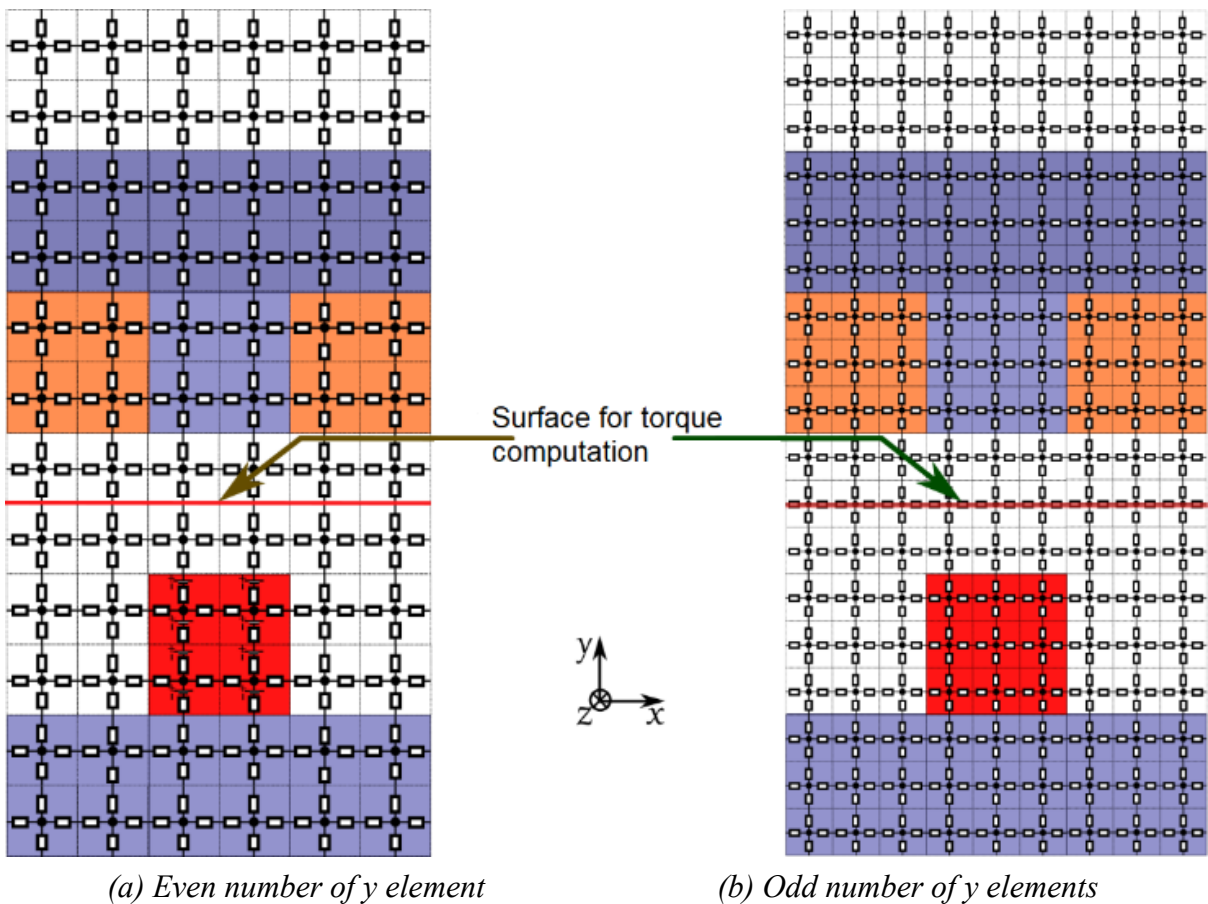 Surface for torque
computation
y
z
x
(a) Even number of y element
(b) Odd number of y elements